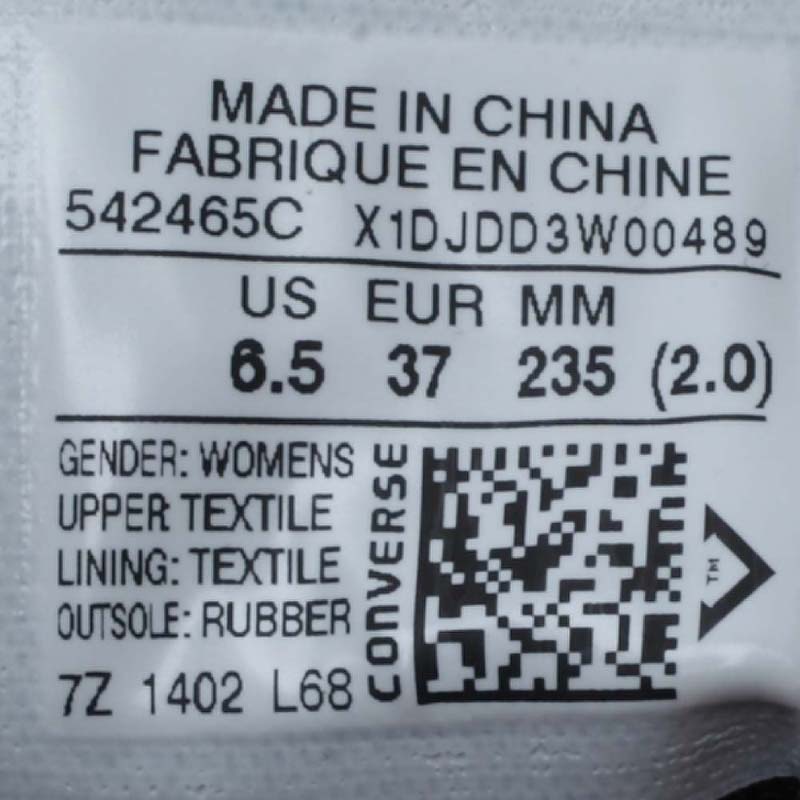 MADE IN CHINA
FABRIQUE EN CHINE
542465C X1DJDD3W00489
US EUR MM
6.5 37 235 (2.0)
GENDER: WOMENS
UPPER: TEXTILE
LINING: TEXTILE
OUTSOLE: RUBBER
7Z 1402 L68
CONVERSE
TM